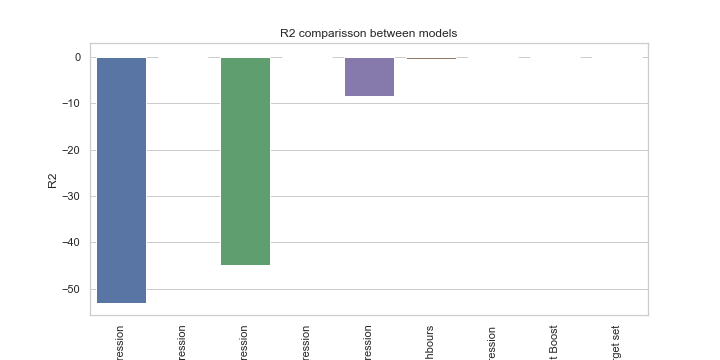 R2 comparisson between models
R2
0
−10
−20
−30
−40
−50
ression
ression
ression
ression
ression
hbours
ression
t Boost
rget set